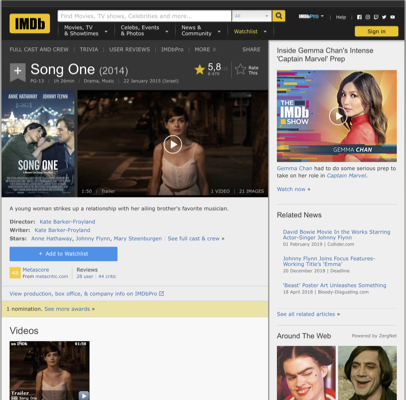 IMDb
Find Movies, TV shows, Celebrities and more...
All
IMDbPro
Help
Movies, TV
& Showtimes
Celebs, Events
& Photos
News &
Community
Watchlist
Sign in
FULL CAST AND CREW | TRIVIA | USER REVIEWS | IMDbPro | MORE
SHARE
Song One (2014)
PG-13 | 1h 26min | Drama, Music | 22 January 2015 (Israel)
5,8
Rate
This
ANNE HATHAWAY JOHNNY FLYNN
SONG ONE
1:50 | Trailer
1 VIDEO | 21 IMAGES
A young woman strikes up a relationship with her ailing brother's favorite musician.
Director: Kate Barker-Froyland
Writer: Kate Barker-Froyland
Stars: Anne Hathaway, Johnny Flynn, Mary Steenburgen | See full cast & crew »
+ Add to Watchlist
Metascore
From metacritic.com
Reviews
28 user | 44 critic
View production, box office, & company info on IMDbPro
1 nomination. See more awards »
Videos
01:50
Trailer
Song One
Inside Gemma Chan's Intense
'Captain Marvel' Prep
THE
IMDb
SHOW
GEMMA CHAN
Gemma Chan had to do some serious prep
to take on her role in Captain Marvel.
Watch now »
Related News
David Bowie Movie In the Works Starring
Actor-Singer Johnny Flynn
01 February 2019 | Collider.com
Johnny Flynn Joins Focus Features-
Working Title's 'Emma'
20 December 2018 | Deadline
'Beast' Poster Art Unleashes Something
18 April 2018 | Bloody-Disgusting.com
See all related articles »
Around The Web
Powered by ZergNet